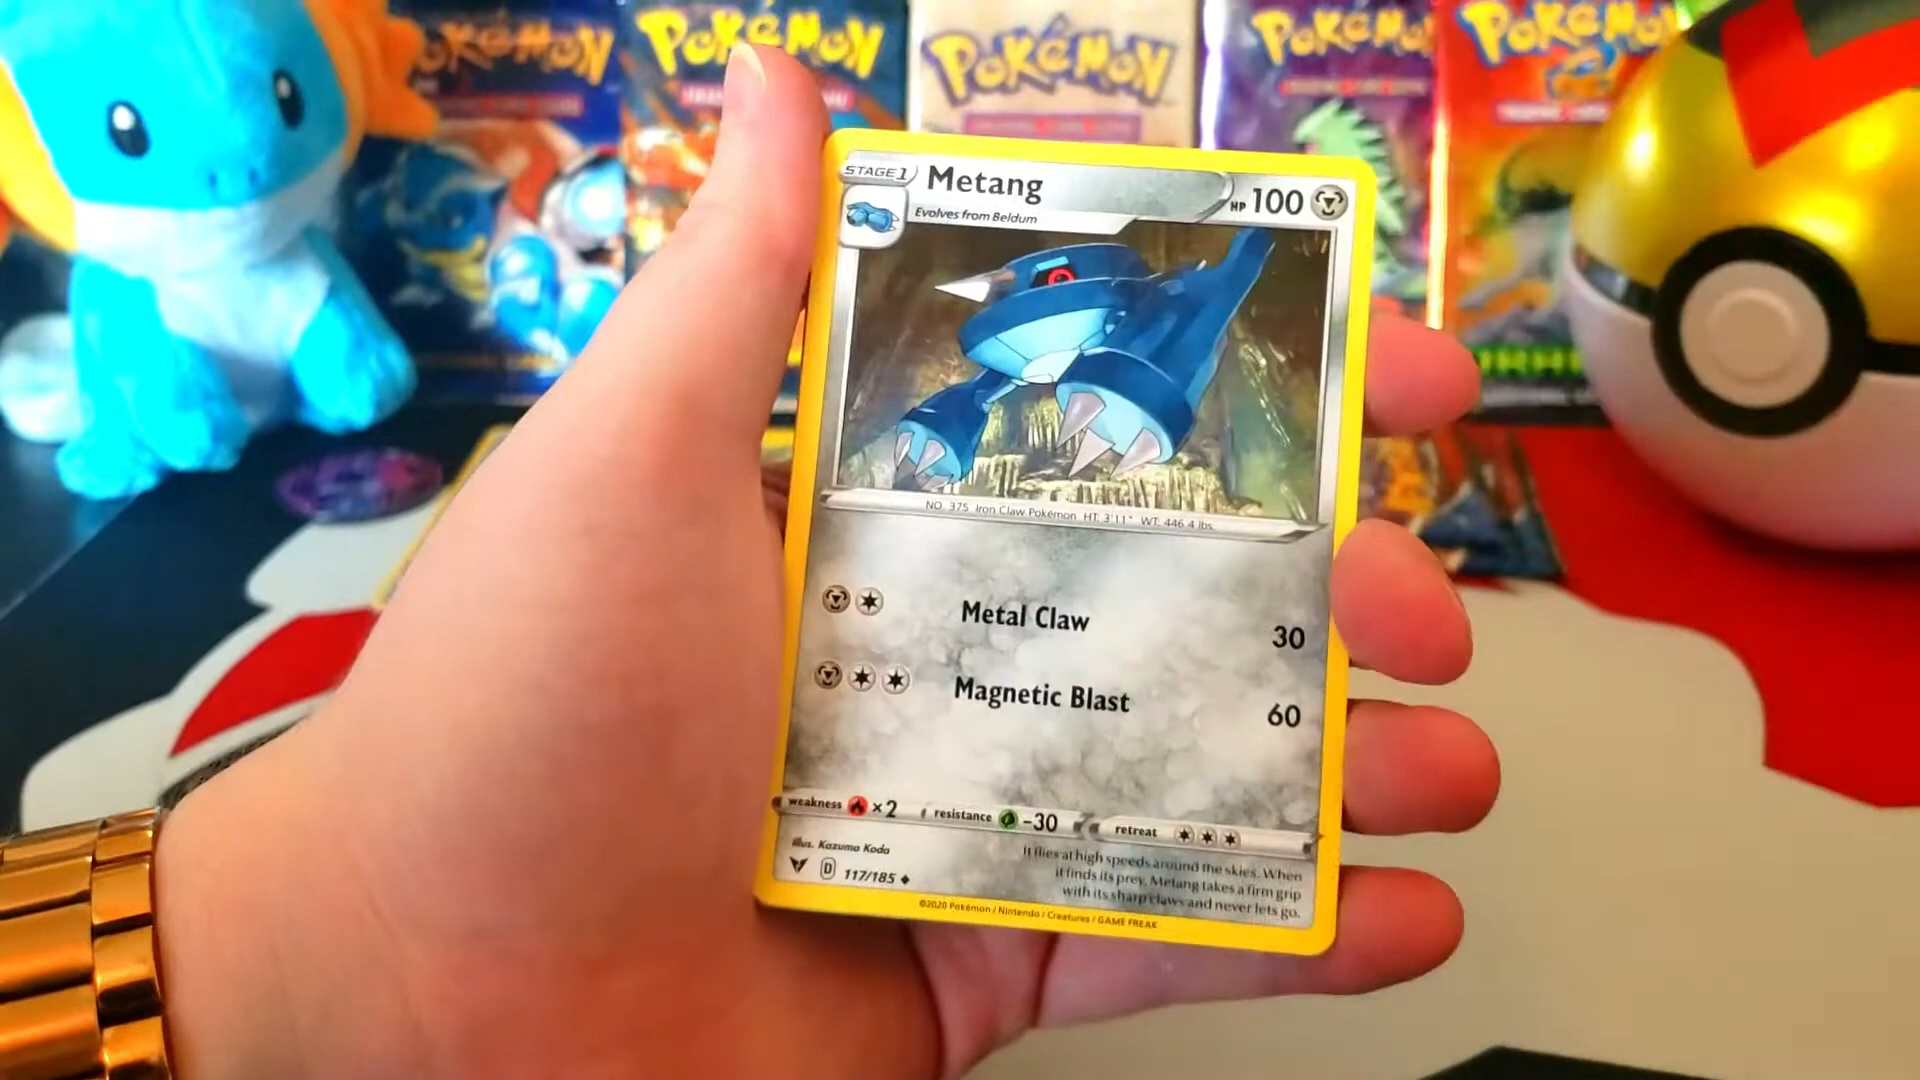 POKéMON
POKéMON
POKéMON
POKéMON
POKéMON
STAGE 1
Metang
HP 100
Evolves from Beldum
NO. 375 Iron Claw Pokémon HT: 3'11" WT: 446.4 lbs.
Metal Claw 30
Magnetic Blast 60
weakness ×2 resistance -30 retreat
Illus. Kazuma Koda
D 117/185
It flies at high speeds around the skies. When
it finds its prey, Metang takes a firm grip
with its sharp claws and never lets go.
©2020 Pokémon / Nintendo / Creatures / GAME FREAK